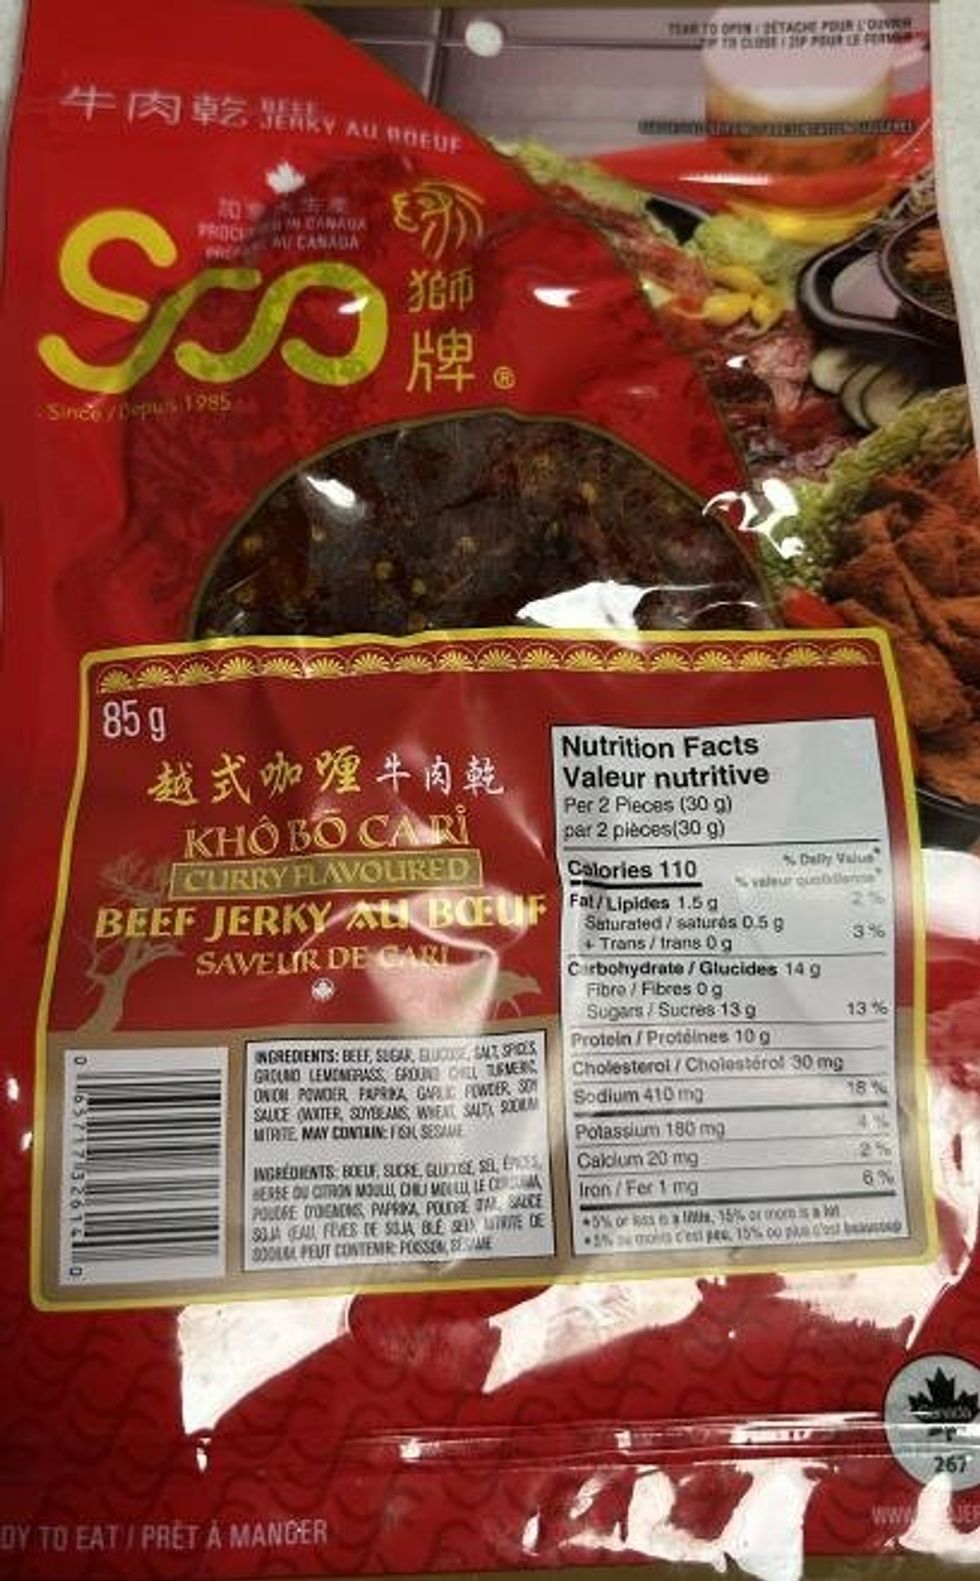 TEAR TO OPEN / DÉTACHE POUR L'OUVRIR
ZIP TO CLOSE / ZIP POUR LE FERMER
牛肉乾 BEEF JERKY AU BOEUF
加拿大生產
PRODUCED IN CANADA
AU CANADA
Soo
獅牌 ®
Since / Depuis 1985
85 g
越式咖喱牛肉乾
KHÔ BÒ CA RI
CURRY FLAVOURED
BEEF JERKY AU BŒUF
SAVEUR DE CARI
INGREDIENTS: BEEF, SUGAR, GLUCOSE, SALT, SPICES,
GROUND LEMONGRASS, GROUND CHILI, TURMERIC,
ONION POWDER, PAPRIKA, GARLIC POWDER, SOY
SAUCE (WATER, SOYBEANS, WHEAT, SALT), SODIUM
NITRITE. MAY CONTAIN: FISH, SESAME
INGRÉDIENTS: BOEUF, SUCRE, GLUCOSE, SEL, ÉPICES,
HERBE DU CITRON MOULU, CHILI MOULU, LE CURCUMA,
POUDRE D'OIGNONS, PAPRIKA, POUDRE D'AIL, SAUCE
SOJA (EAU, FÈVES DE SOJA, BLÉ, SEL), NITRITE DE
SODIUM. PEUT CONTENIR: POISSON, SESAME
Nutrition Facts
Valeur nutritive
Per 2 Pieces (30 g)
par 2 pièces(30 g)
Calories 110
% Daily Value*
% valeur quotidienne*
Fat / Lipides 1.5 g 2 %
Saturated / saturés 0.5 g
+ Trans / trans 0 g 3 %
Carbohydrate / Glucides 14 g
Fibre / Fibres 0 g
Sugars / Sucres 13 g 13 %
Protein / Protéines 10 g
Cholesterol / Cholestérol 30 mg
Sodium 410 mg 18 %
Potassium 180 mg 4 %
Calcium 20 mg 2 %
Iron / Fer 1 mg 6 %
*5% or less is a little, 15% or more is a lot
*5% ou moins c'est peu, 15% ou plus c'est beaucoup
267
DY TO EAT / PRÊT À MANGER
WWW